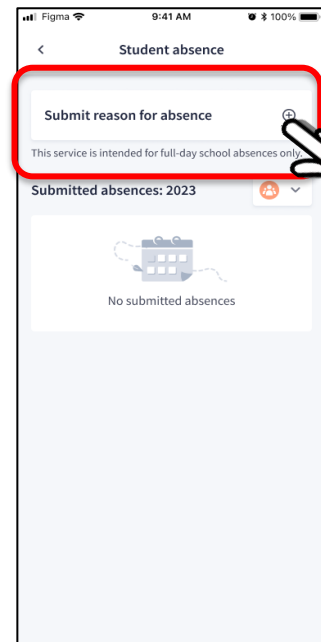 Figma 9:41 AM 100%
Student absence
Submit reason for absence
This service is intended for full-day school absences only.
Submitted absences: 2023
No submitted absences